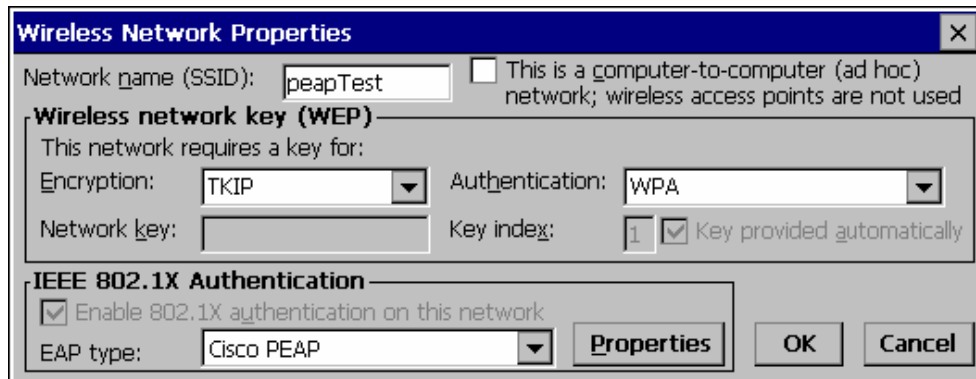 Wireless Network Properties
Network name (SSID): peapTest
This is a computer-to-computer (ad hoc)
network; wireless access points are not used
Wireless network key (WEP)
This network requires a key for:
Encryption: TKIP Authentication: WPA
Network key: Key index: 1 Key provided automatically
IEEE 802.1X Authentication
Enable 802.1X authentication on this network
EAP type: Cisco PEAP Properties OK Cancel